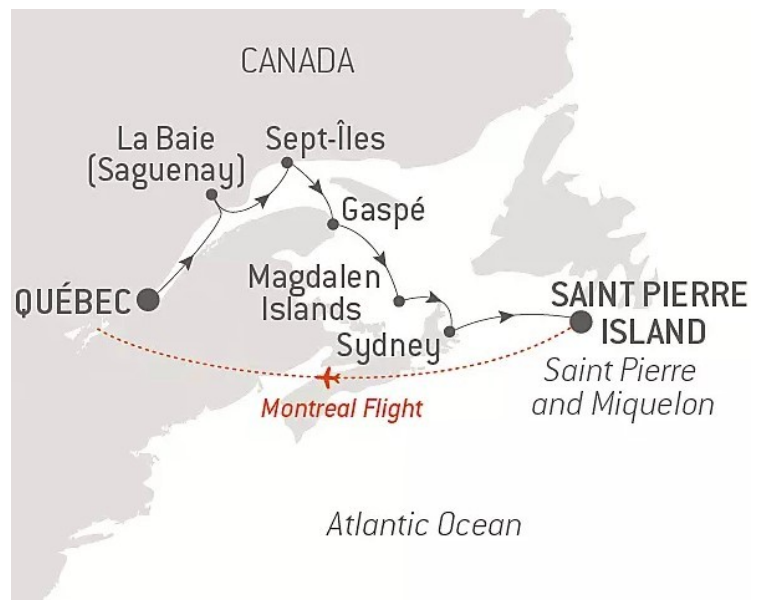 CANADA
La Baie
(Saguenay)
Sept-Îles
Gaspé
Magdalen
Islands
QUÉBEC
SAINT PIERRE
ISLAND
Sydney
Saint Pierre
and Miquelon
Montreal Flight
Atlantic Ocean